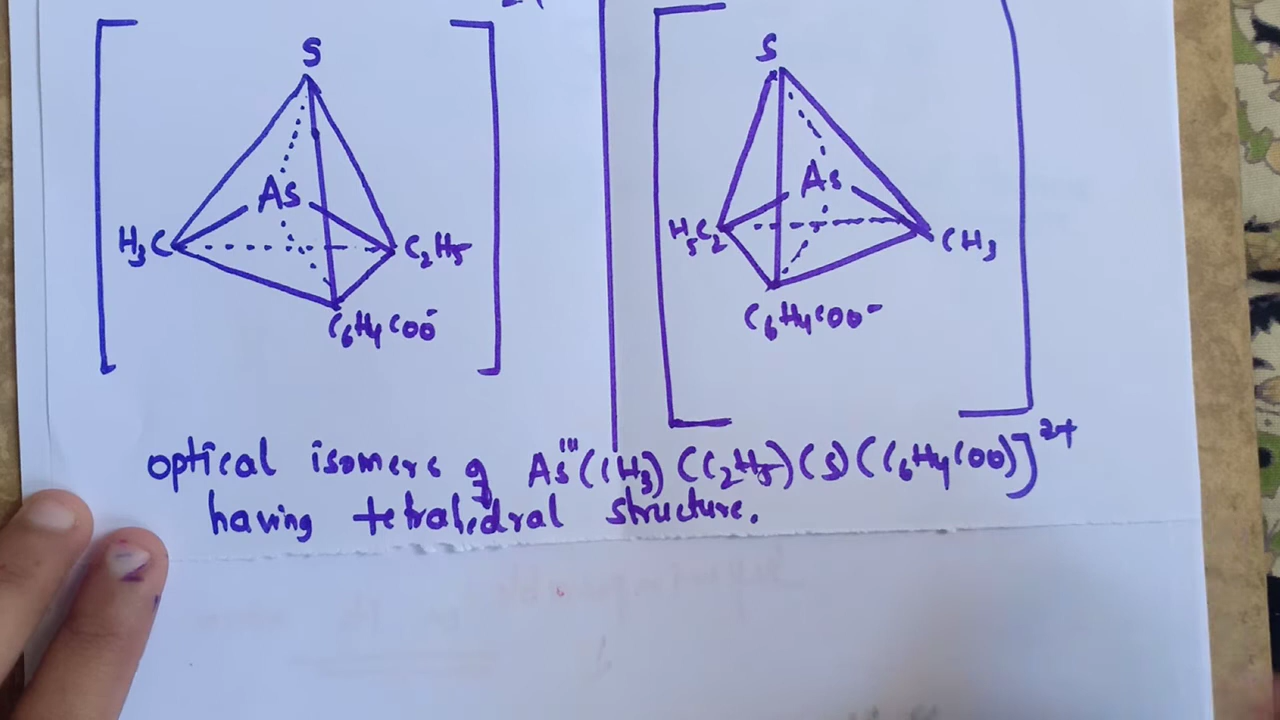 S
S
As
As
H₃C
C₂H₅
H₅C₂
CH₃
C₆H₄COO⁻
C₆H₄COO⁻
optical isomers of As'''(CH₃)(C₂H₅)(S)(C₆H₄COO)]²⁺
having tetrahedral structure.